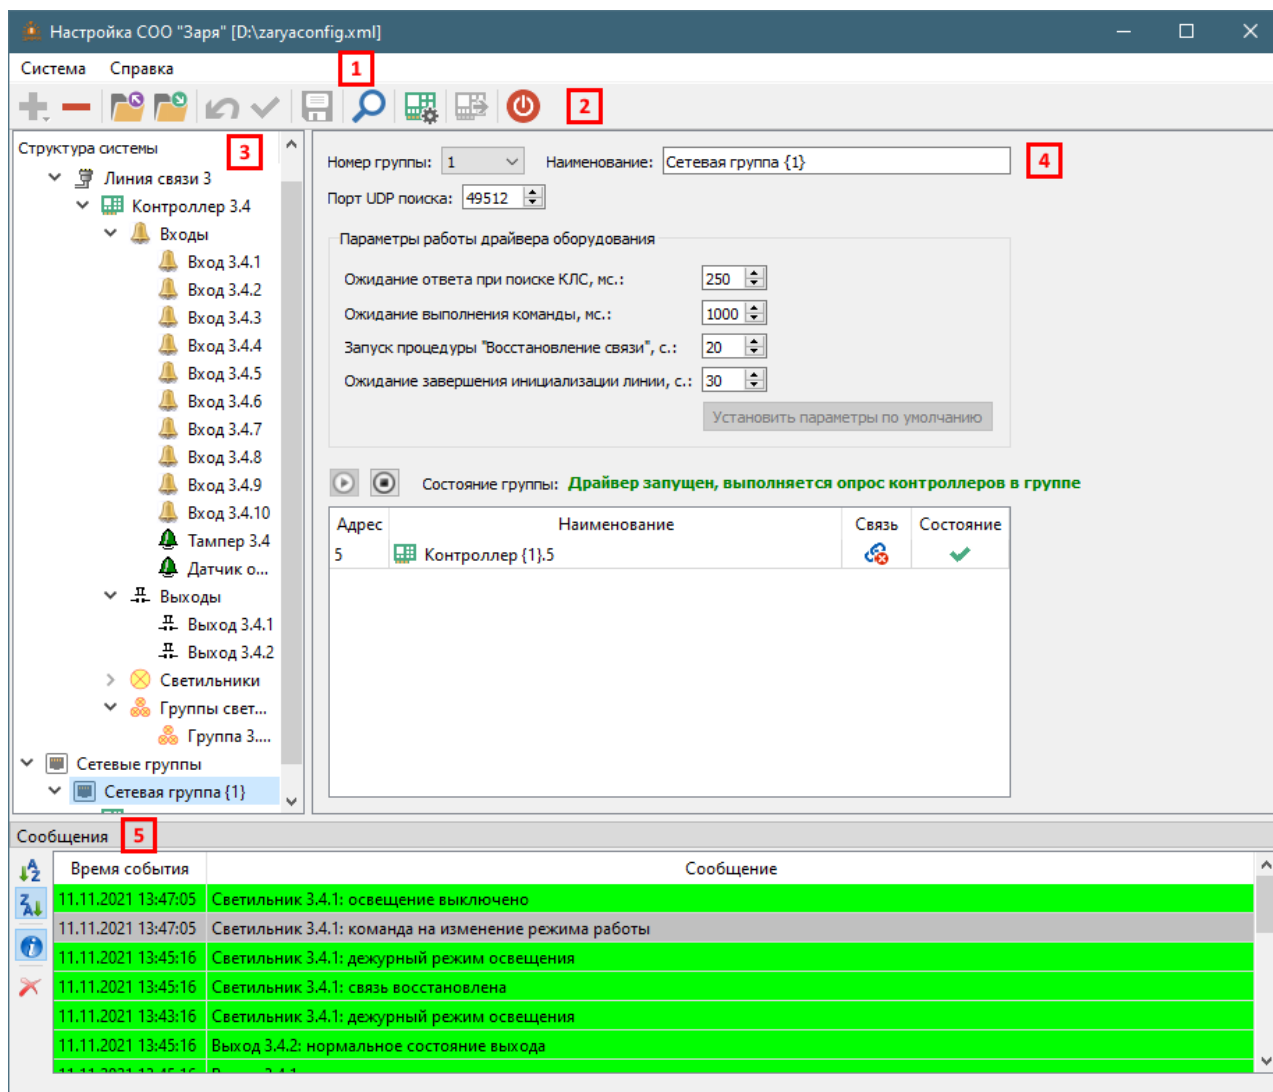 Настройка СОО "Заря" [D:\zaryaconfig.xml]
Система Справка
1
2
Структура системы
3
Линия связи 3
Контроллер 3.4
Входы
Вход 3.4.1
Вход 3.4.2
Вход 3.4.3
Вход 3.4.4
Вход 3.4.5
Вход 3.4.6
Вход 3.4.7
Вход 3.4.8
Вход 3.4.9
Вход 3.4.10
Тампер 3.4
Датчик о...
Выходы
Выход 3.4.1
Выход 3.4.2
Светильники
Группы свет...
Группа 3....
Сетевые группы
Сетевая группа {1}
Номер группы: 1 Наименование: Сетевая группа {1}
4
Порт UDP поиска: 49512
Параметры работы драйвера оборудования
Ожидание ответа при поиске КЛС, мс.: 250
Ожидание выполнения команды, мс.: 1000
Запуск процедуры "Восстановление связи", с.: 20
Ожидание завершения инициализации линии, с.: 30
Установить параметры по умолчанию
Состояние группы: Драйвер запущен, выполняется опрос контроллеров в группе
Адрес Наименование Связь Состояние
5 Контроллер {1}.5
Сообщения
5
Время события Сообщение
11.11.2021 13:47:05 Светильник 3.4.1: освещение выключено
11.11.2021 13:47:05 Светильник 3.4.1: команда на изменение режима работы
11.11.2021 13:45:16 Светильник 3.4.1: дежурный режим освещения
11.11.2021 13:45:16 Светильник 3.4.1: связь восстановлена
11.11.2021 13:43:16 Светильник 3.4.1: дежурный режим освещения
11.11.2021 13:45:16 Выход 3.4.2: нормальное состояние выхода